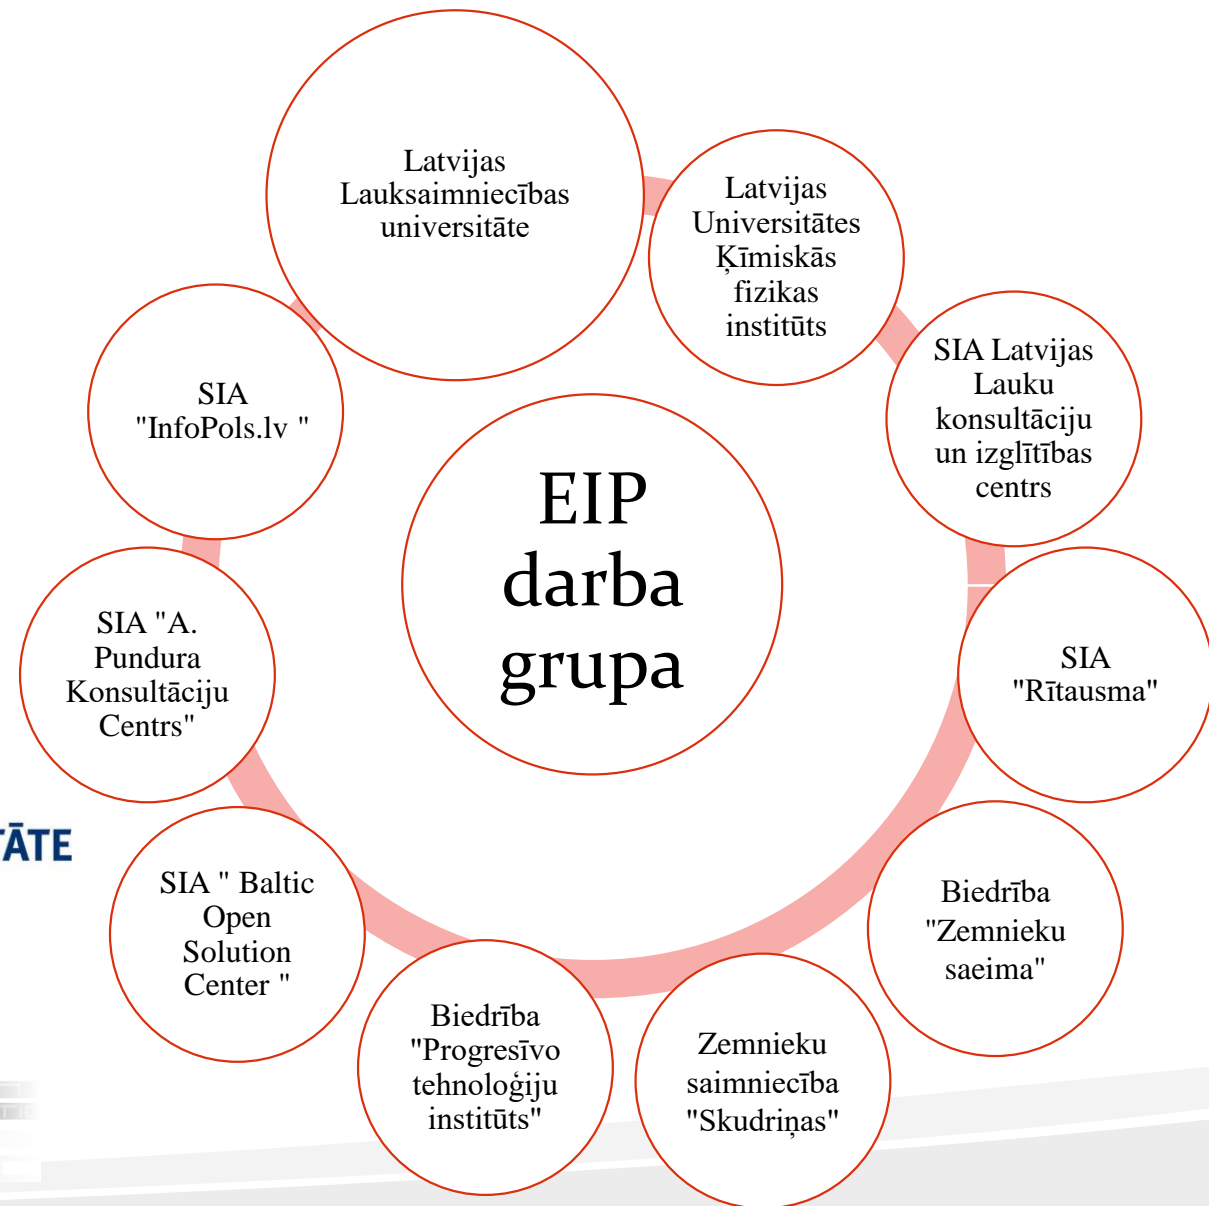 Latvijas
Lauksaimniecības
universitāte
Latvijas
Universitātes
Ķīmiskās
fizikas
institūts
SIA Latvijas
Lauku
konsultāciju
un izglītības
centrs
SIA
"Rītausma"
Biedrība
"Zemnieku
saeima"
Zemnieku
saimniecība
"Skudriņas"
Biedrība
"Progresīvo
tehnoloģiju
institūts"
SIA " Baltic
Open
Solution
Center "
SIA "A.
Pundura
Konsultāciju
Centrs"
SIA
"InfoPols.lv "
EIP
darba
grupa
TĀTE